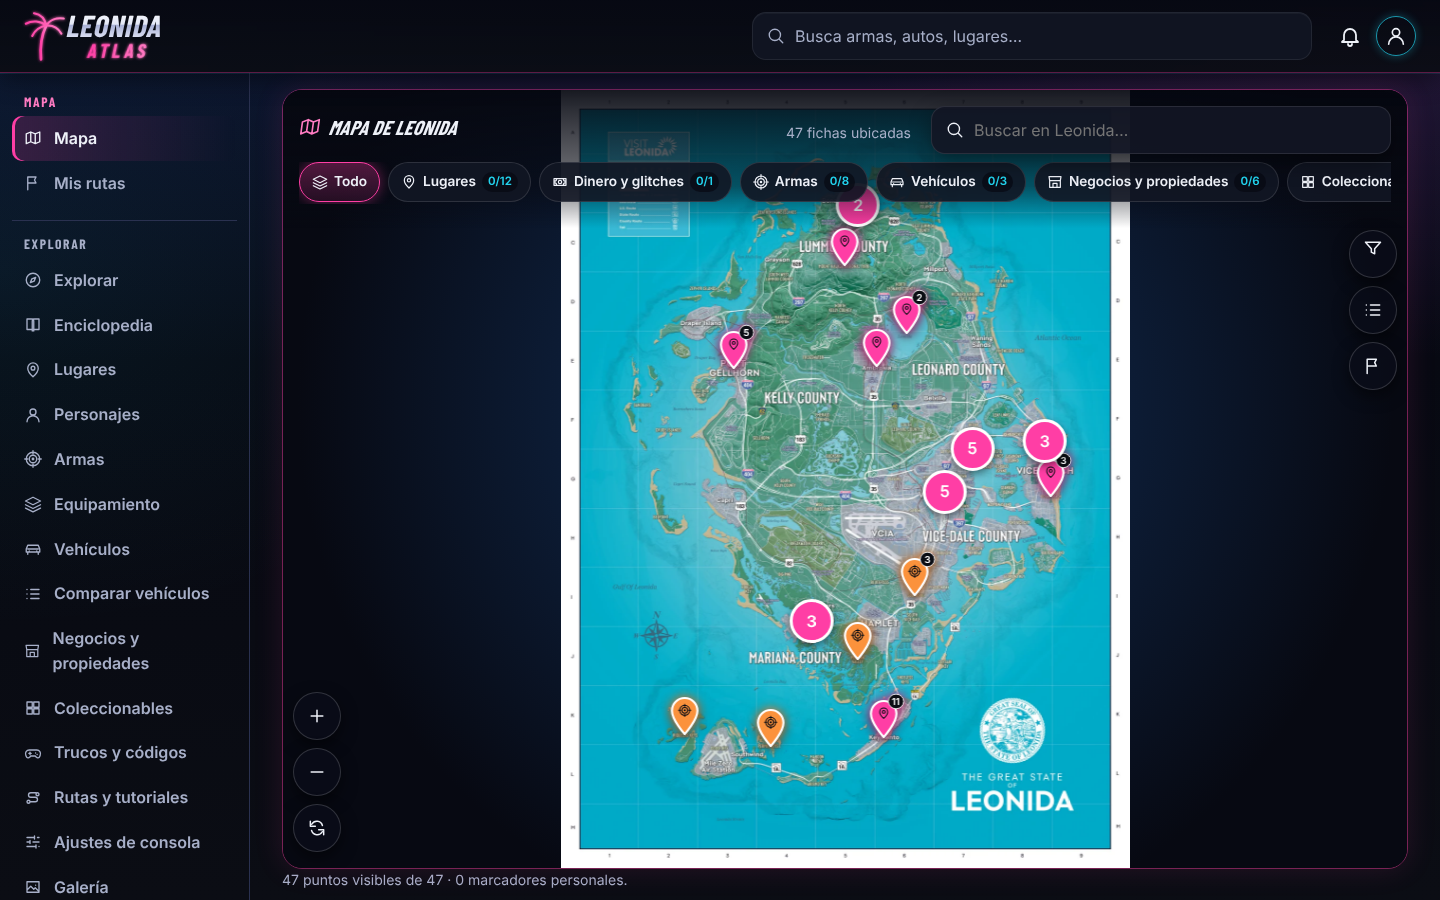 LEONIDA
ATLAS
Busca armas, autos, lugares...
MAPA
Mapa
Mis rutas
EXPLORAR
Explorar
Enciclopedia
Lugares
Personajes
Armas
Equipamiento
Vehículos
Comparar vehículos
Negocios y
propiedades
Coleccionables
Trucos y códigos
Rutas y tutoriales
Ajustes de consola
Galería
MAPA DE LEONIDA
47 fichas ubicadas
Buscar en Leonida...
Todo
Lugares 0/12
Dinero y glitches 0/1
Armas 0/8
Vehículos 0/3
Negocios y propiedades 0/6
Colecciona
VISIT
LEONIDA
2
2
5
GELLHORN
LEONARD COUNTY
KELLY COUNTY
5
3
3
5
VCIA
VICE-DALE COUNTY
3
3
MARIANA COUNTY
11
THE GREAT STATE
OF
LEONIDA
47 puntos visibles de 47 · 0 marcadores personales.